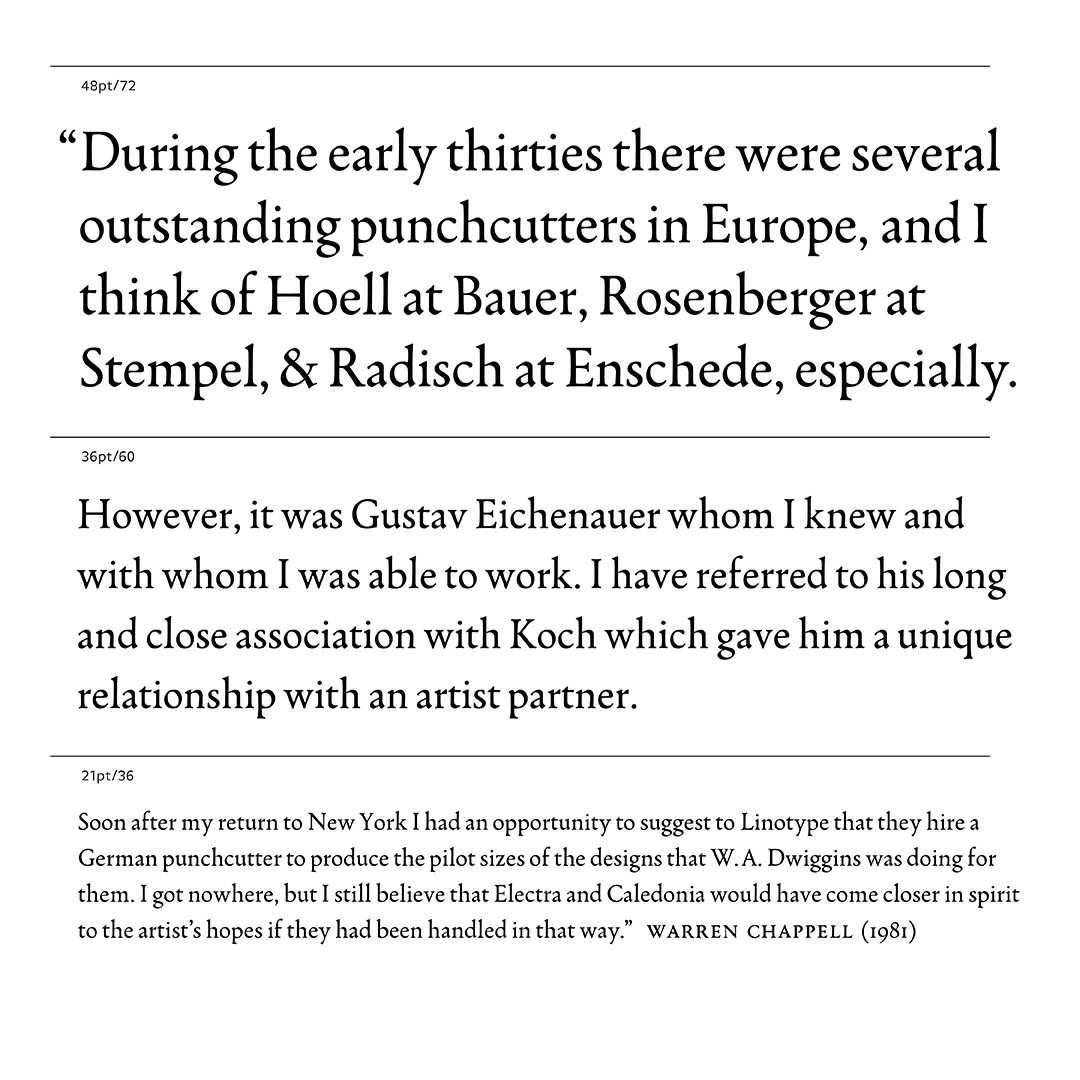 48pt/72
“During the early thirties there were several
outstanding punchcutters in Europe, and I
think of Hoell at Bauer, Rosenberger at
Stempel, & Radisch at Enschede, especially.
36pt/60
However, it was Gustav Eichenauer whom I knew and
with whom I was able to work. I have referred to his long
and close association with Koch which gave him a unique
relationship with an artist partner.
21pt/36
Soon after my return to New York I had an opportunity to suggest to Linotype that they hire a
German punchcutter to produce the pilot sizes of the designs that W. A. Dwiggins was doing for
them. I got nowhere, but I still believe that Electra and Caledonia would have come closer in spirit
to the artist’s hopes if they had been handled in that way.” WARREN CHAPPELL (1981)